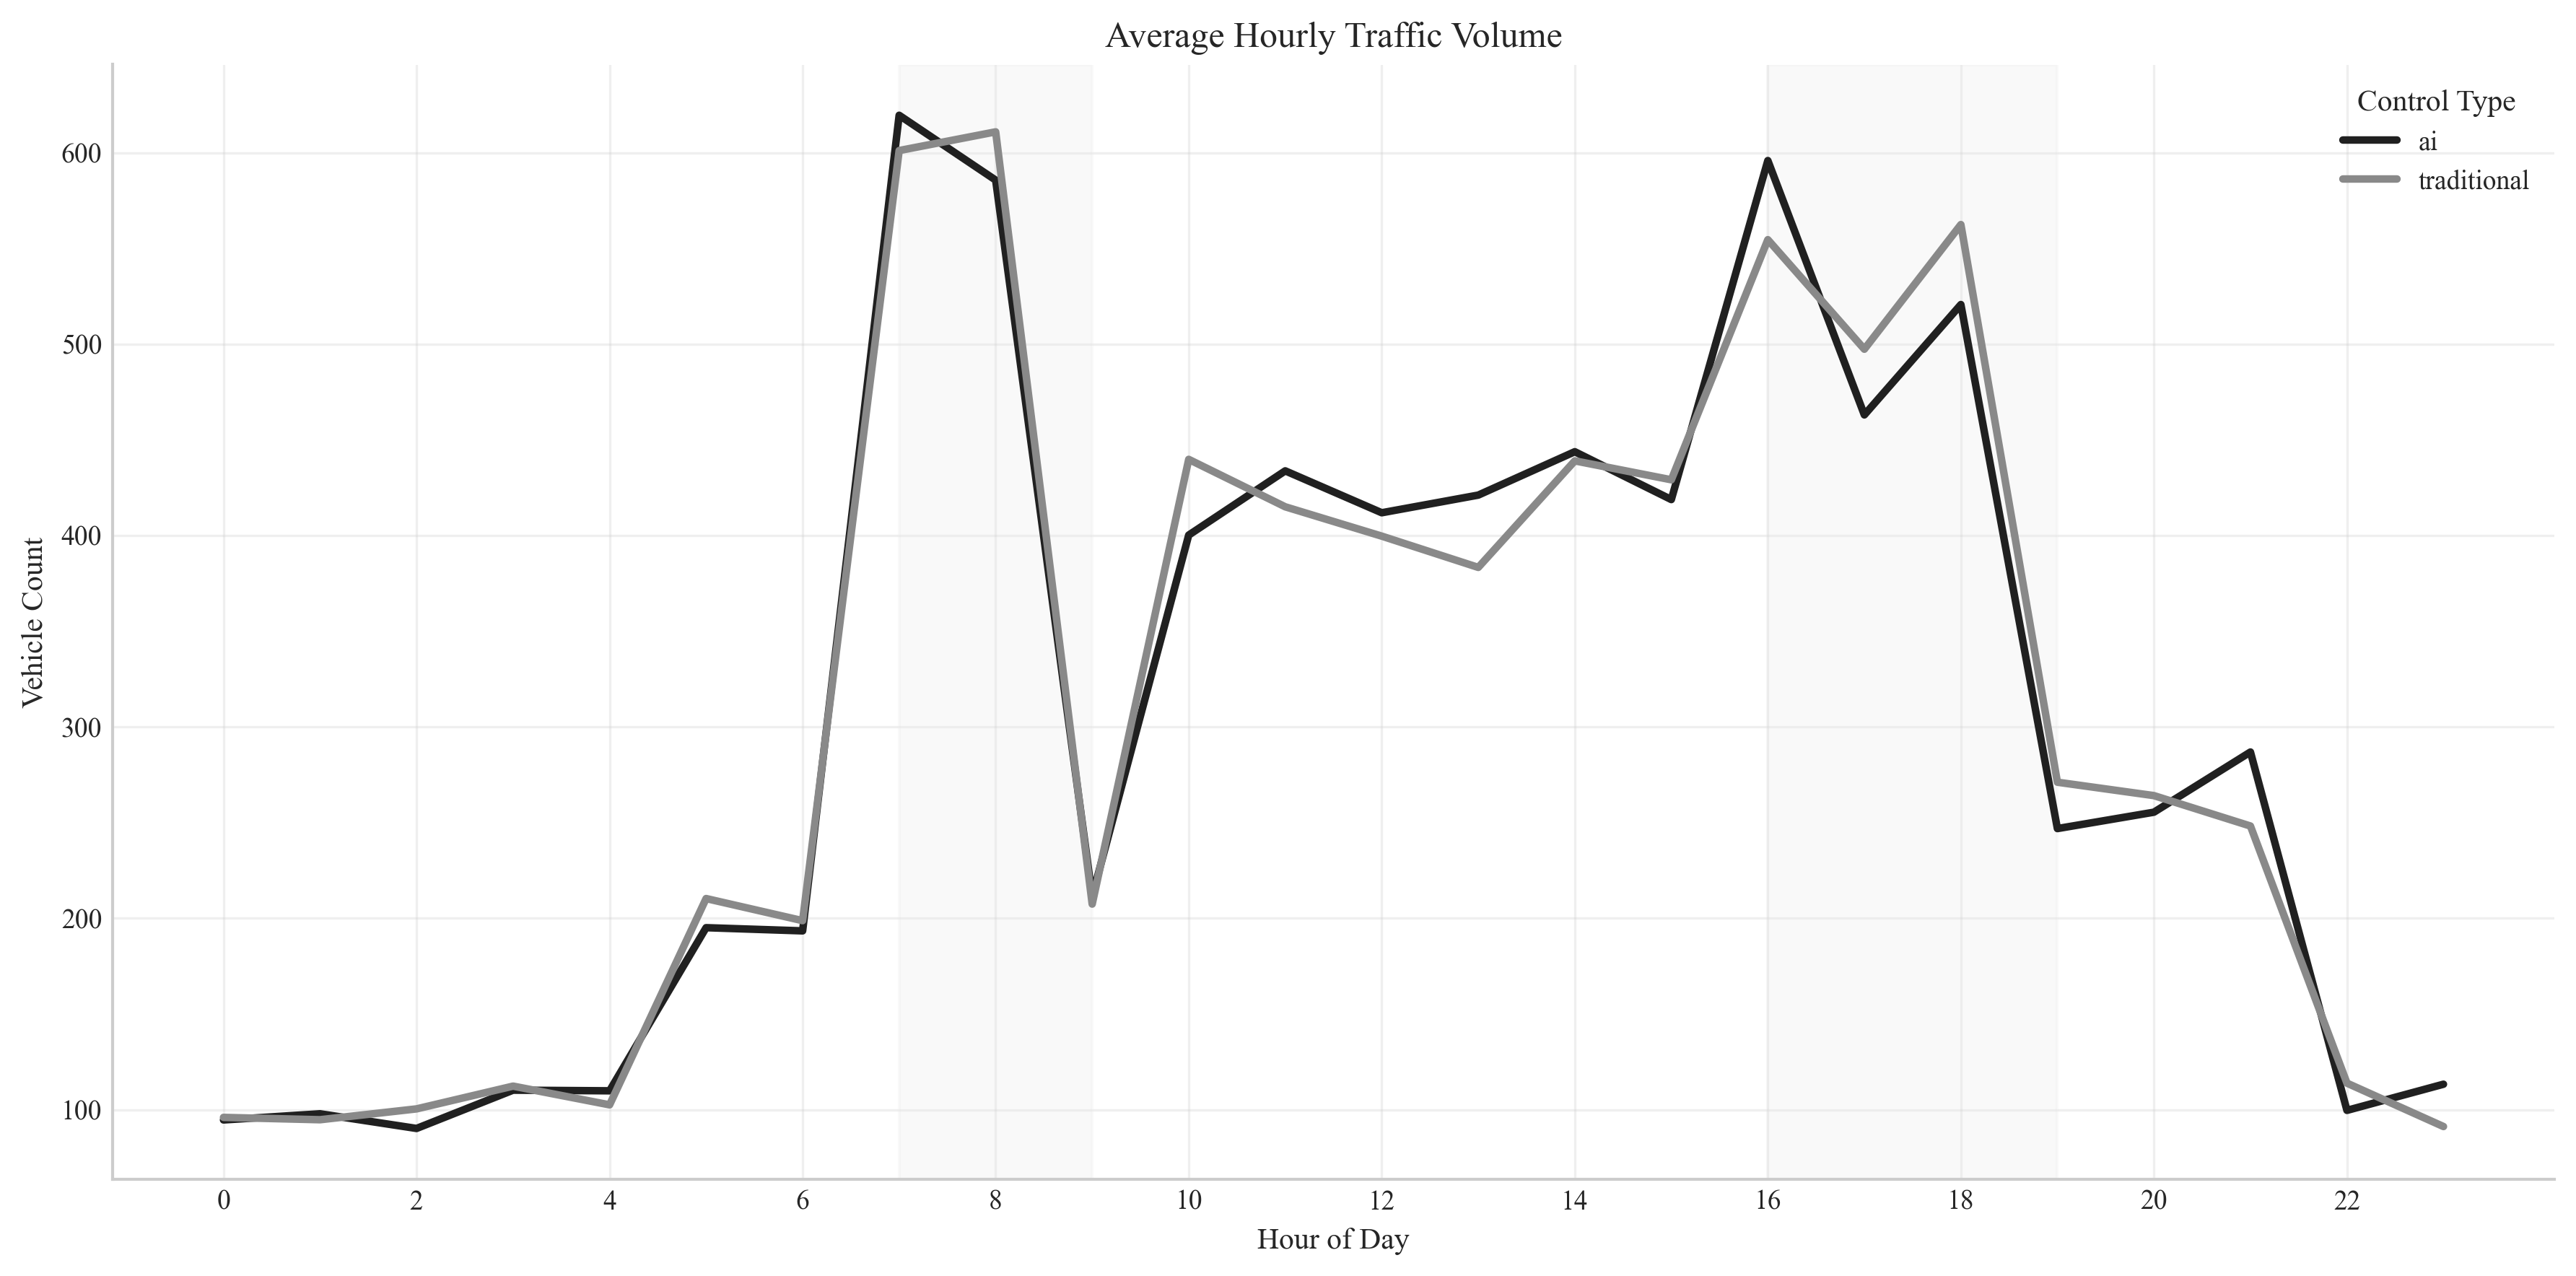 Average Hourly Traffic Volume
Control Type
ai
traditional
Vehicle Count
600
500
400
300
200
100
0 2 4 6 8 10 12 14 16 18 20 22
Hour of Day